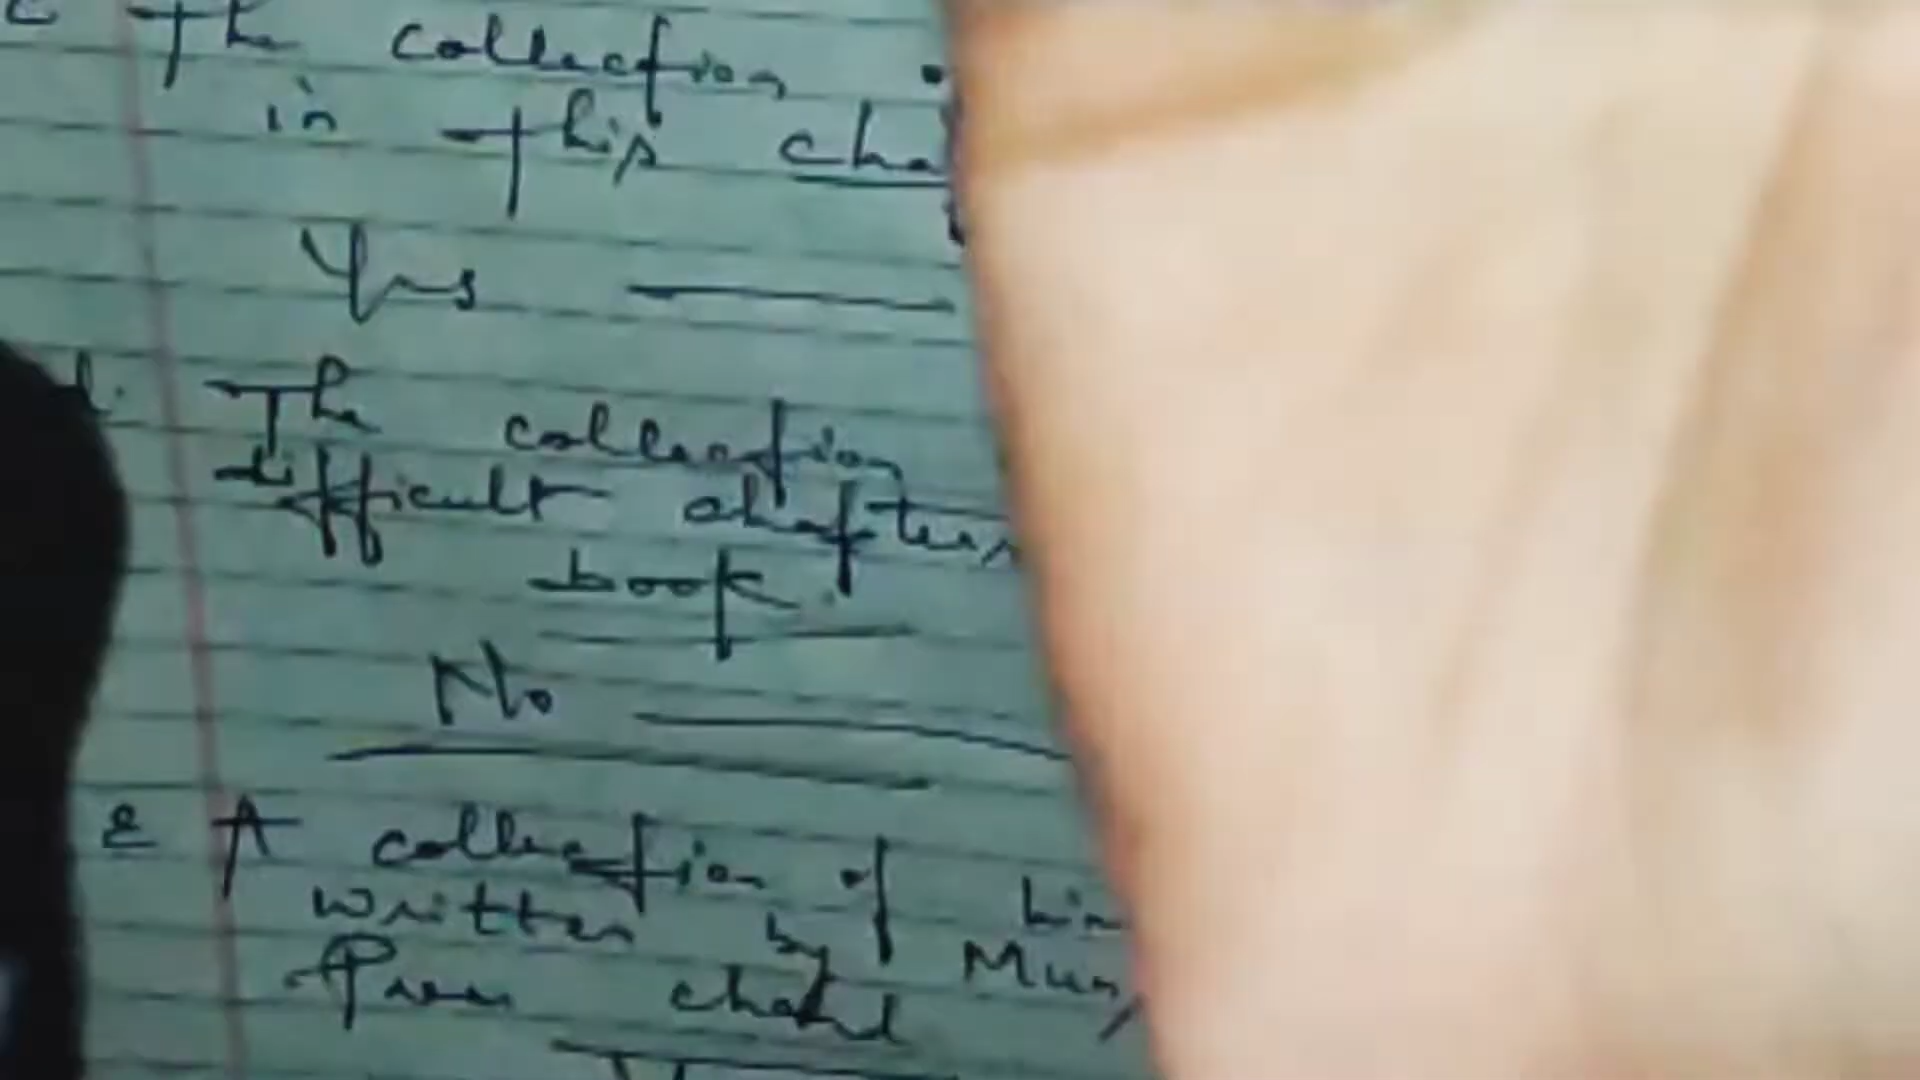 c The collection
in this cha
Yes
d. The collection
difficult chapters
book.
No
E A collection of
written by Mun
Prem chand